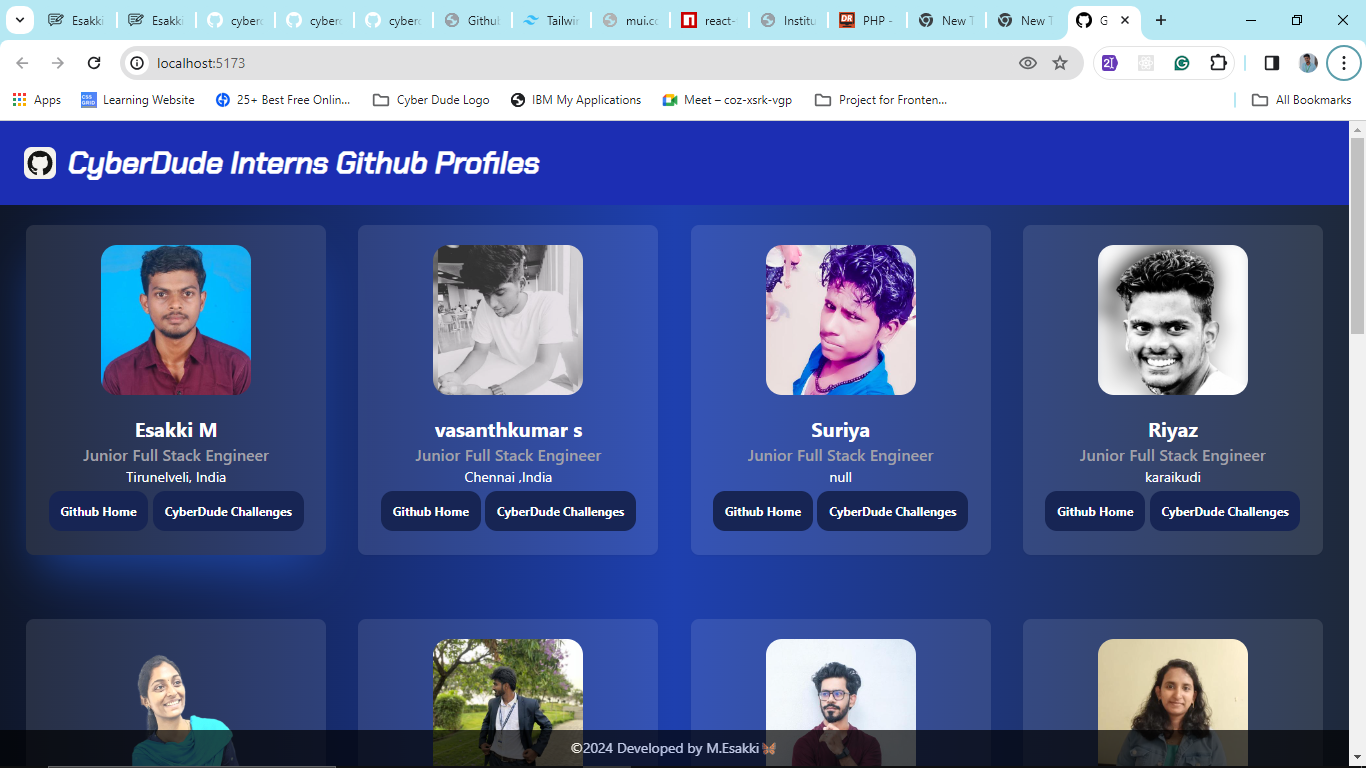 Esakki
Esakki
cyber
cyber
cyber
Github
Tailwi
mui.co
react-
Institu
PHP -
New T
New T
G
localhost:5173
Apps
Learning Website
25+ Best Free Onlin...
Cyber Dude Logo
IBM My Applications
Meet – coz-xsrk-vgp
Project for Fronten...
All Bookmarks
CyberDude Interns Github Profiles
Esakki M
Junior Full Stack Engineer
Tirunelveli, India
Github Home
CyberDude Challenges
vasanthkumar s
Junior Full Stack Engineer
Chennai ,India
Github Home
CyberDude Challenges
Suriya
Junior Full Stack Engineer
null
Github Home
CyberDude Challenges
Riyaz
Junior Full Stack Engineer
karaikudi
Github Home
CyberDude Challenges
©2024 Developed by M.Esakki🦋